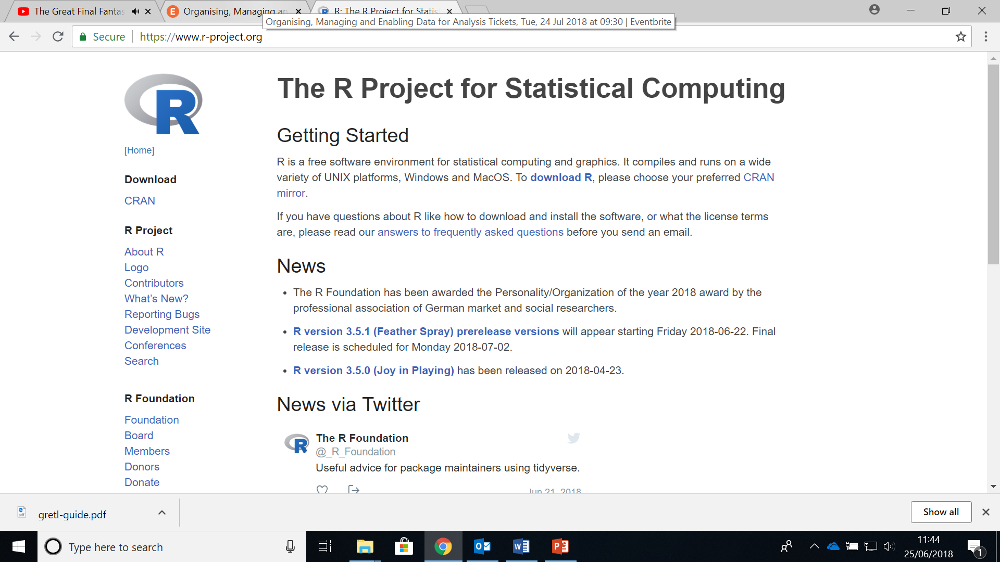 The Great Final Fantas
Organising, Managing an
R: The R Project for Statis
Organising, Managing and Enabling Data for Analysis Tickets, Tue, 24 Jul 2018 at 09:30 | Eventbrite
Secure
https://www.r-project.org
R
[Home]
Download
CRAN
R Project
About R
Logo
Contributors
What's New?
Reporting Bugs
Development Site
Conferences
Search
R Foundation
Foundation
Board
Members
Donors
Donate
The R Project for Statistical Computing
Getting Started
R is a free software environment for statistical computing and graphics. It compiles and runs on a wide
variety of UNIX platforms, Windows and MacOS. To download R, please choose your preferred CRAN
mirror.
If you have questions about R like how to download and install the software, or what the license terms
are, please read our answers to frequently asked questions before you send an email.
News
• The R Foundation has been awarded the Personality/Organization of the year 2018 award by the
professional association of German market and social researchers.
• R version 3.5.1 (Feather Spray) prerelease versions will appear starting Friday 2018-06-22. Final
release is scheduled for Monday 2018-07-02.
• R version 3.5.0 (Joy in Playing) has been released on 2018-04-23.
News via Twitter
The R Foundation
@_R_Foundation
Useful advice for package maintainers using tidyverse.
Jun 21, 2018
gretl-guide.pdf
Show all
Type here to search
11:44
25/06/2018
1